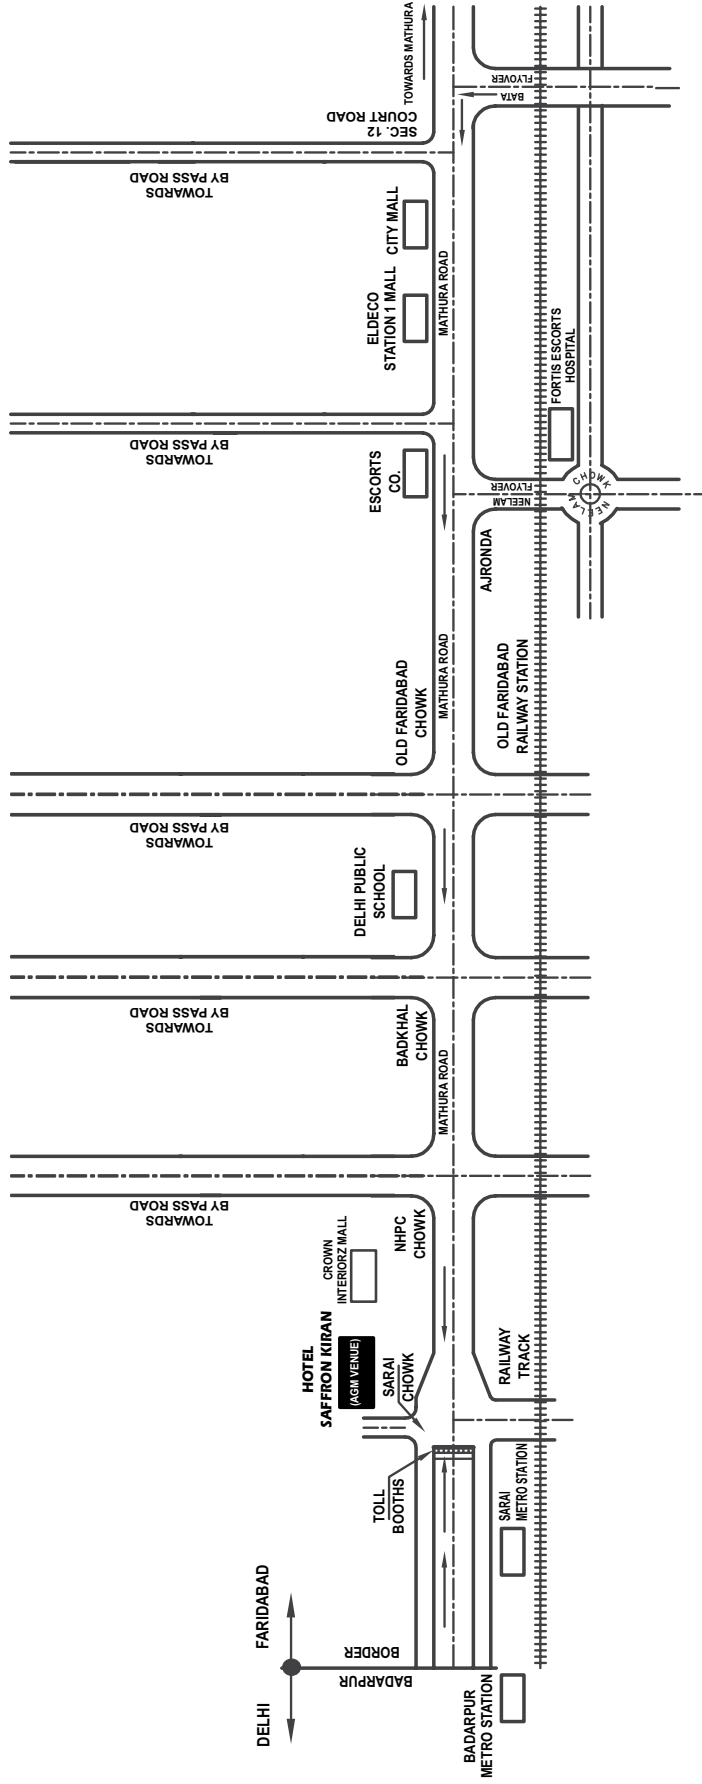 DELHI
FARIDABAD
BADARPUR
BORDER
BADARPUR
METRO STATION
TOLL
BOOTHS
SARAI
METRO STATION
HOTEL
SAFFRON KIRAN
(AGM VENUE)
SARAI
CHOWK
CROWN
INTERIORZ MALL
RAILWAY
TRACK
NHPC
CHOWK
TOWARDS
BY PASS ROAD
MATHURA ROAD
BADKHAL
CHOWK
TOWARDS
BY PASS ROAD
DELHI PUBLIC
SCHOOL
TOWARDS
BY PASS ROAD
OLD FARIDABAD
CHOWK
MATHURA ROAD
OLD FARIDABAD
RAILWAY STATION
AJRONDA
ESCORTS
CO.
NEELAM
FLYOVER
NEELAM CHOWK
TOWARDS
BY PASS ROAD
FORTIS ESCORTS
HOSPITAL
ELDECO
STATION 1 MALL
MATHURA ROAD
CITY MALL
TOWARDS
BY PASS ROAD
SEC. 12
COURT ROAD
BATA
FLYOVER
TOWARDS MATHURA